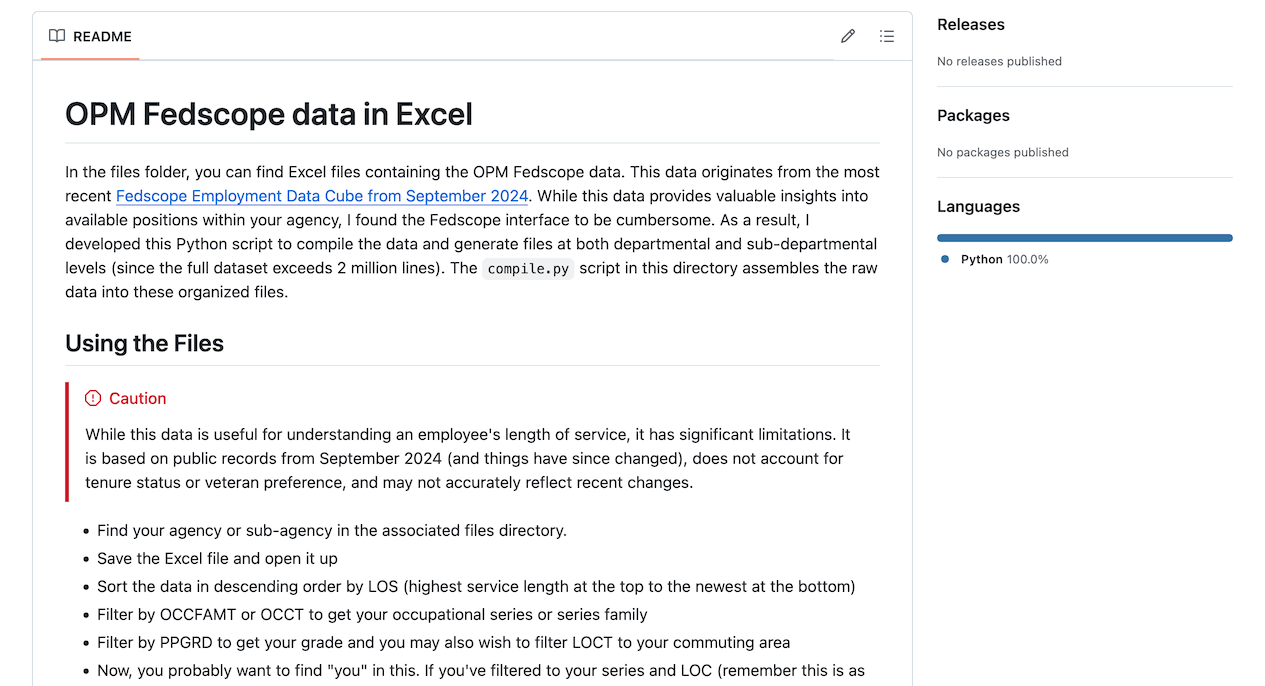 README
OPM Fedscope data in Excel
In the files folder, you can find Excel files containing the OPM Fedscope data. This data originates from the most
recent Fedscope Employment Data Cube from September 2024. While this data provides valuable insights into
available positions within your agency, I found the Fedscope interface to be cumbersome. As a result, I
developed this Python script to compile the data and generate files at both departmental and sub-departmental
levels (since the full dataset exceeds 2 million lines). The compile.py script in this directory assembles the raw
data into these organized files.
Using the Files
Caution
While this data is useful for understanding an employee's length of service, it has significant limitations. It
is based on public records from September 2024 (and things have since changed), does not account for
tenure status or veteran preference, and may not accurately reflect recent changes.
• Find your agency or sub-agency in the associated files directory.
• Save the Excel file and open it up
• Sort the data in descending order by LOS (highest service length at the top to the newest at the bottom)
• Filter by OCCFAMT or OCCT to get your occupational series or series family
• Filter by PPGRD to get your grade and you may also wish to filter LOCT to your commuting area
• Now, you probably want to find "you" in this. If you've filtered to your series and LOC (remember this is as
Releases
No releases published
Packages
No packages published
Languages
Python 100.0%